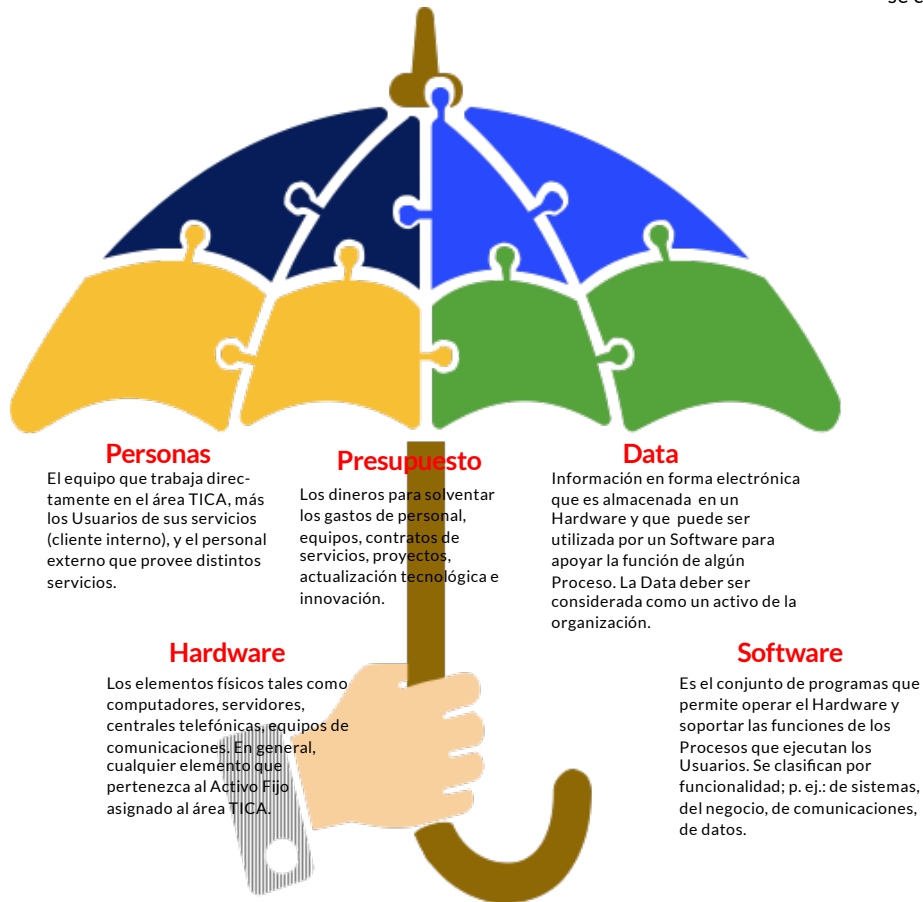 se c
Personas
El equipo que trabaja direc-
tamente en el área TICA, más
los Usuarios de sus servicios
(cliente interno), y el personal
externo que provee distintos
servicios.
Presupuesto
Los dineros para solventar
los gastos de personal,
equipos, contratos de
servicios, proyectos,
actualización tecnológica e
innovación.
Data
Información en forma electrónica
que es almacenada en un
Hardware y que puede ser
utilizada por un Software para
apoyar la función de algún
Proceso. La Data deber ser
considerada como un activo de la
organización.
Hardware
Los elementos físicos tales como
computadores, servidores,
centrales telefónicas, equipos de
comunicaciones. En general,
cualquier elemento que
pertenezca al Activo Fijo
asignado al área TICA.
Software
Es el conjunto de programas que
permite operar el Hardware y
soportar las funciones de los
Procesos que ejecutan los
Usuarios. Se clasifican por
funcionalidad; p. ej.: de sistemas,
del negocio, de comunicaciones,
de datos.